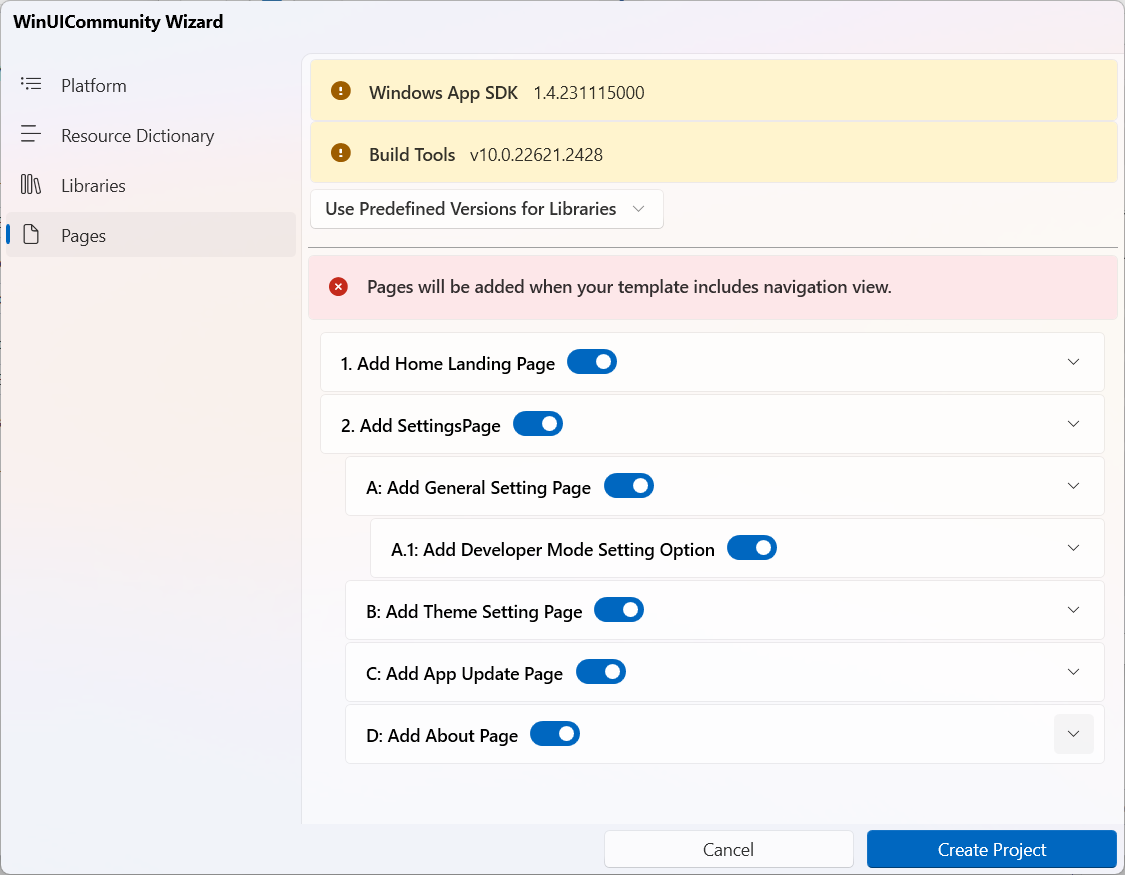 WinUICommunity Wizard
Platform
Resource Dictionary
Libraries
Pages
Windows App SDK 1.4.231115000
Build Tools v10.0.22621.2428
Use Predefined Versions for Libraries
Pages will be added when your template includes navigation view.
1. Add Home Landing Page
2. Add SettingsPage
A: Add General Setting Page
A.1: Add Developer Mode Setting Option
B: Add Theme Setting Page
C: Add App Update Page
D: Add About Page
Cancel
Create Project